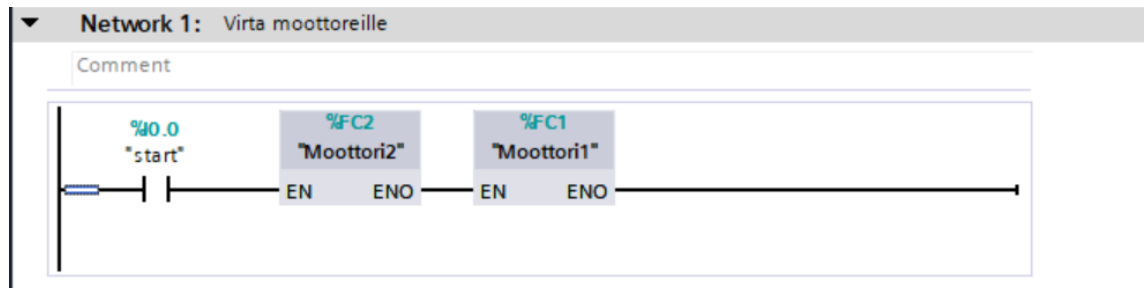 Network 1: Virta moottoreille
Comment
%I0.0
"start"
%FC2
"Moottori2"
EN ENO
%FC1
"Moottori1"
EN ENO